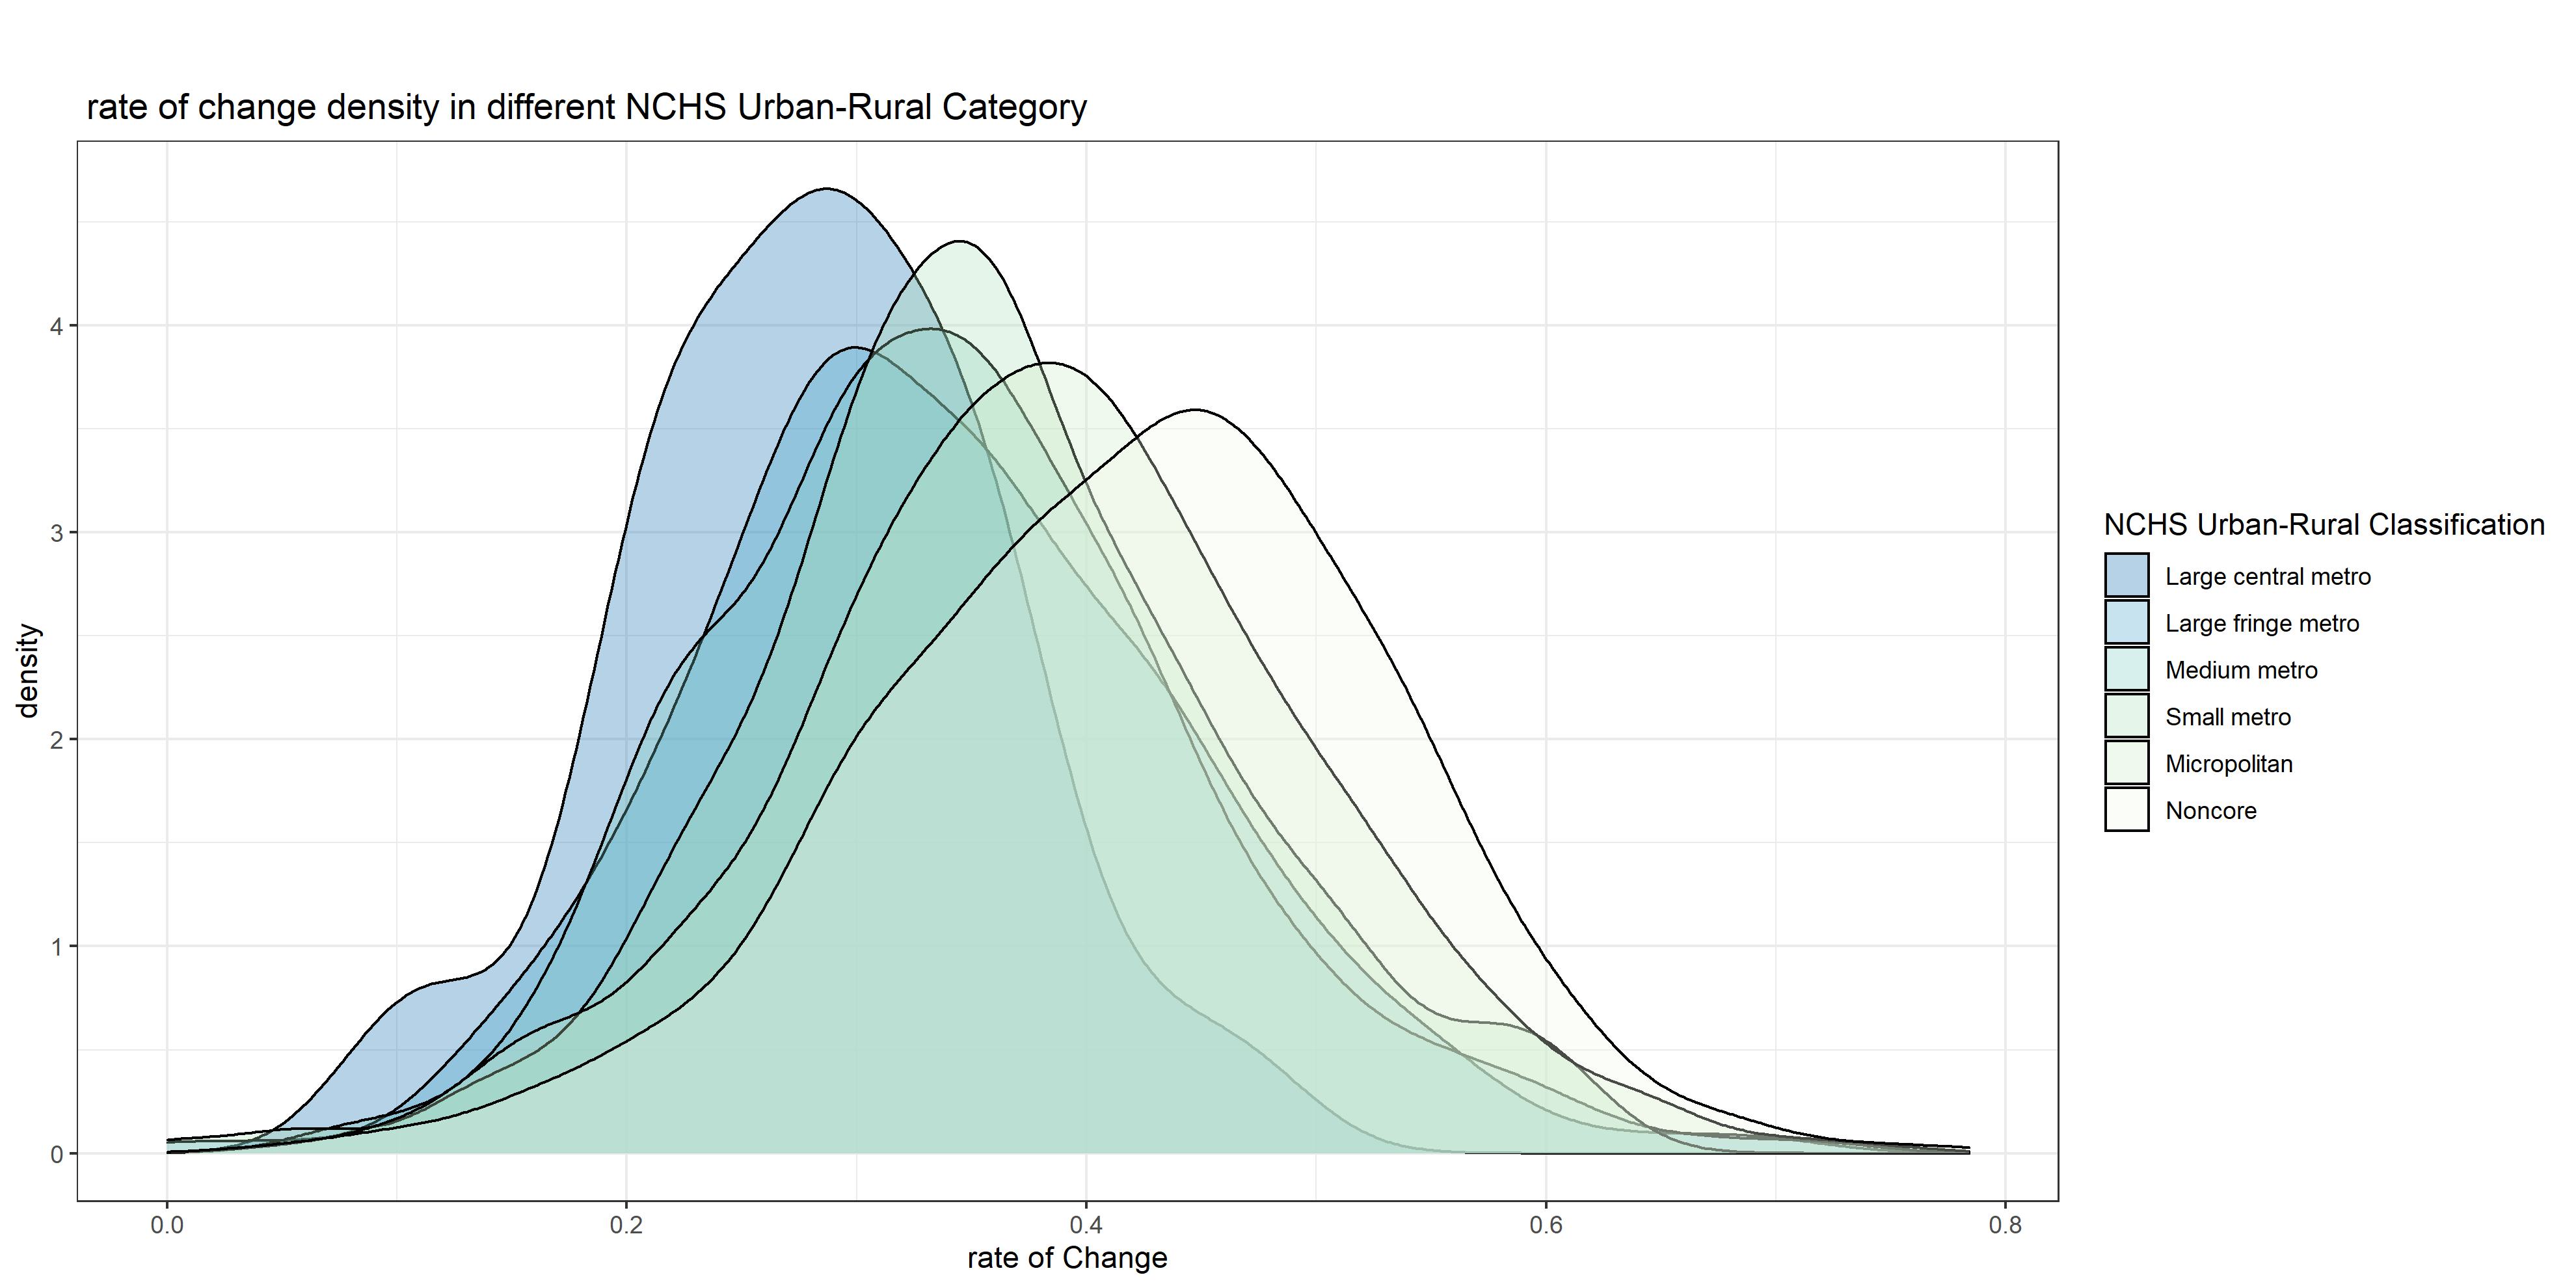 rate of change density in different NCHS Urban-Rural Category
density
4
3
2
1
0
0.0 0.2 0.4 0.6 0.8
rate of Change
NCHS Urban-Rural Classification
Large central metro
Large fringe metro
Medium metro
Small metro
Micropolitan
Noncore